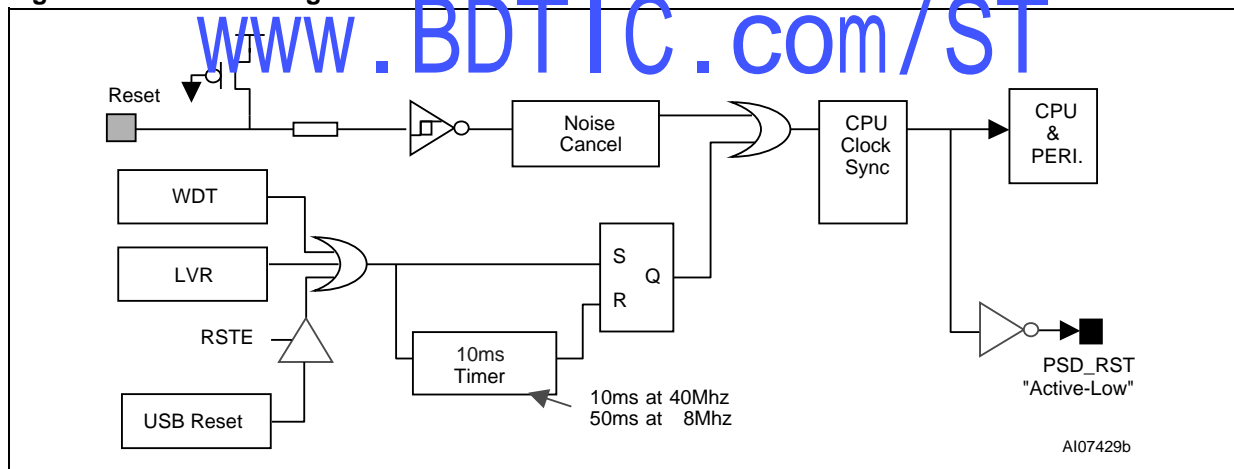 www.BDTIC.com/ST
Reset
Noise
Cancel
CPU
Clock
Sync
CPU
&
PERI.
WDT
LVR
S
Q
R
RSTE
10ms
Timer
10ms at 40Mhz
50ms at 8Mhz
USB Reset
PSD_RST
"Active-Low"
AI07429b